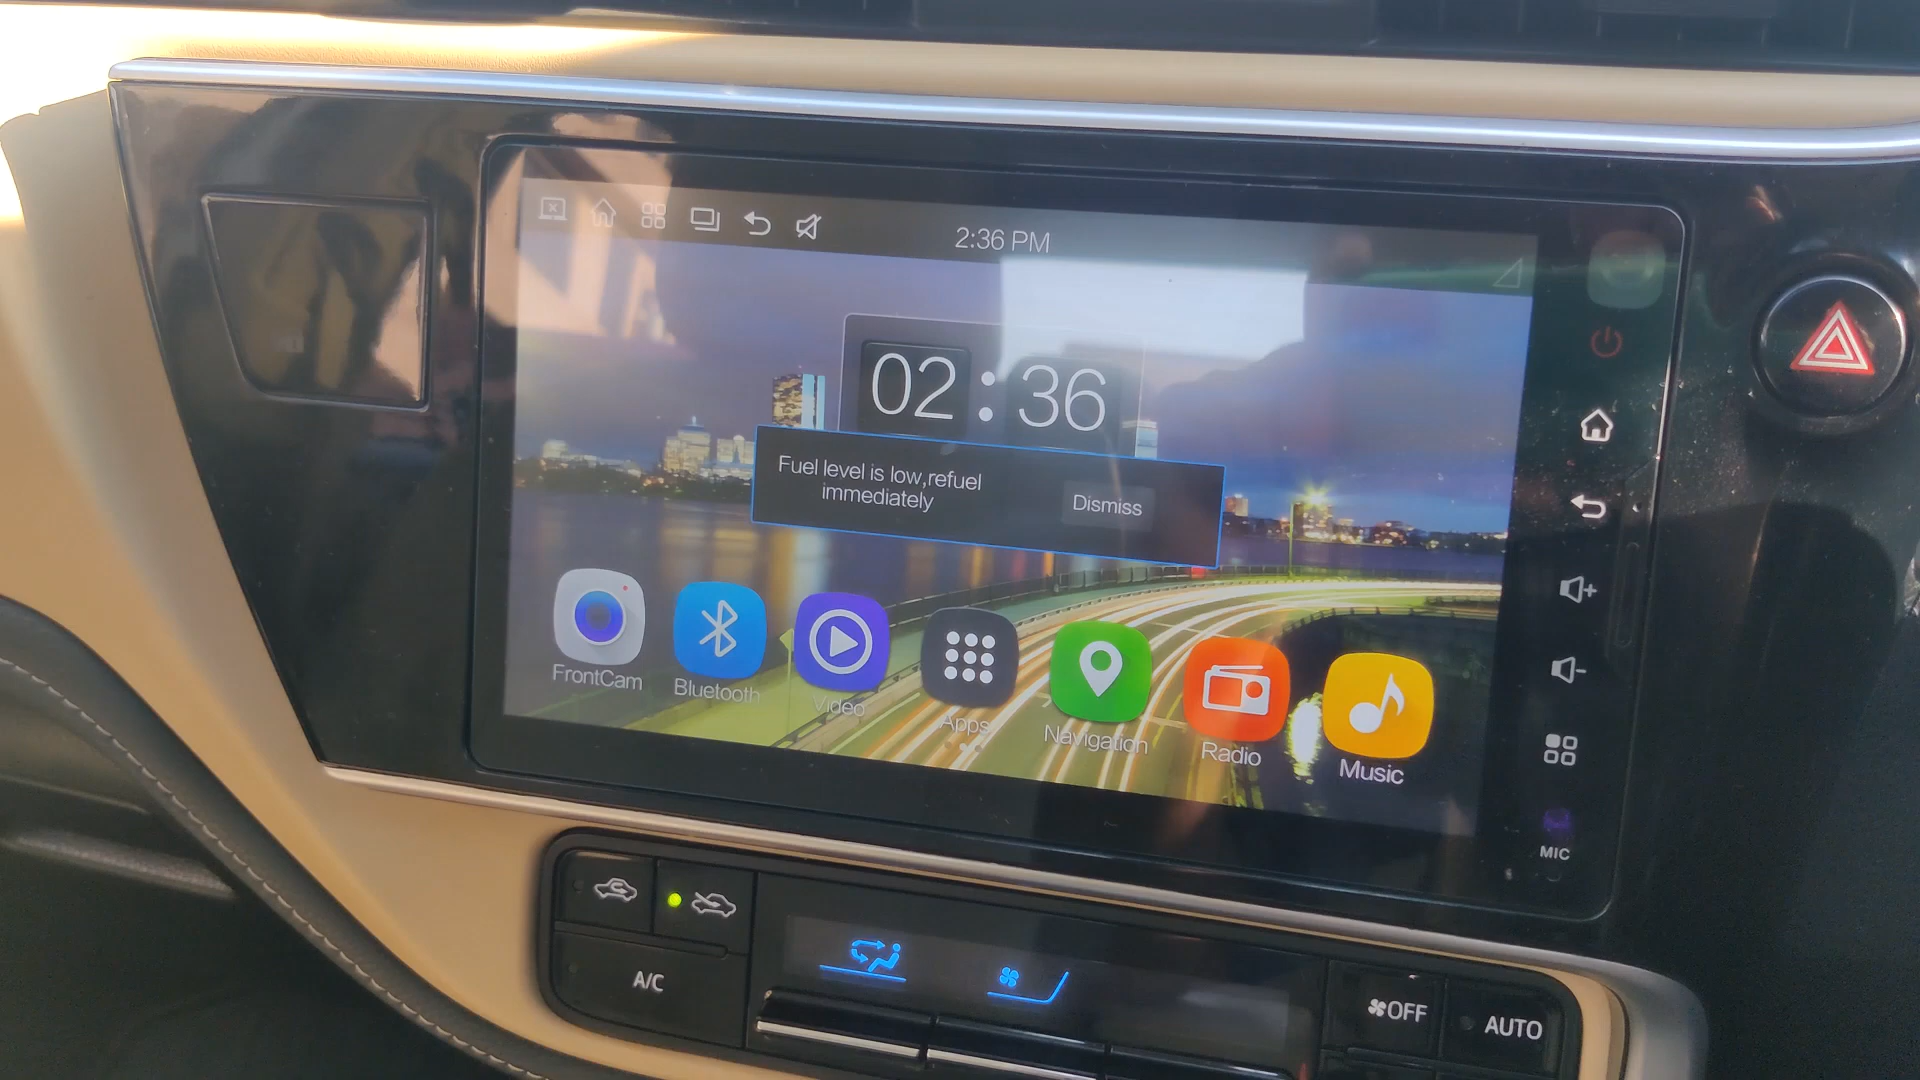 2:36 PM
02:36
Fuel level is low,refuel
immediately
Dismiss
FrontCam
Bluetooth
Video
Apps
Navigation
Radio
Music
MIC
A/C
OFF
AUTO